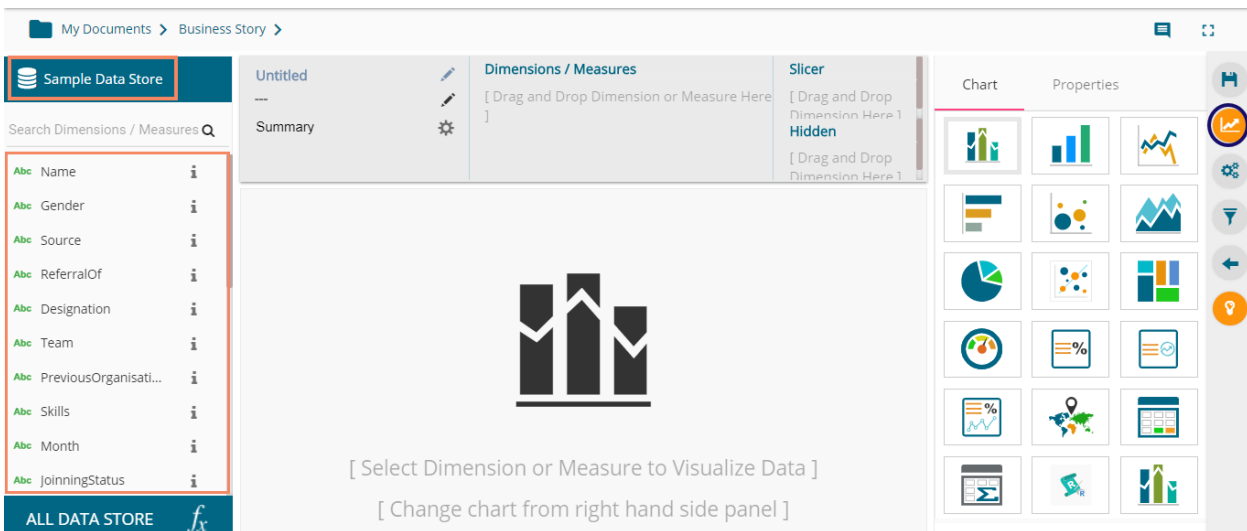 My Documents > Business Story >
Sample Data Store
Search Dimensions / Measures
Abc Name i
Abc Gender i
Abc Source i
Abc ReferralOf i
Abc Designation i
Abc Team i
Abc PreviousOrganisati... i
Abc Skills i
Abc Month i
Abc JoinningStatus i
ALL DATA STORE fx
Untitled
---
Summary
Dimensions / Measures
[ Drag and Drop Dimension or Measure Here
]
Slicer
[ Drag and Drop
Dimension Here ]
Hidden
[ Drag and Drop
Dimension Here ]
[ Select Dimension or Measure to Visualize Data ]
[ Change chart from right hand side panel ]
Chart Properties
%
%
Σ
R